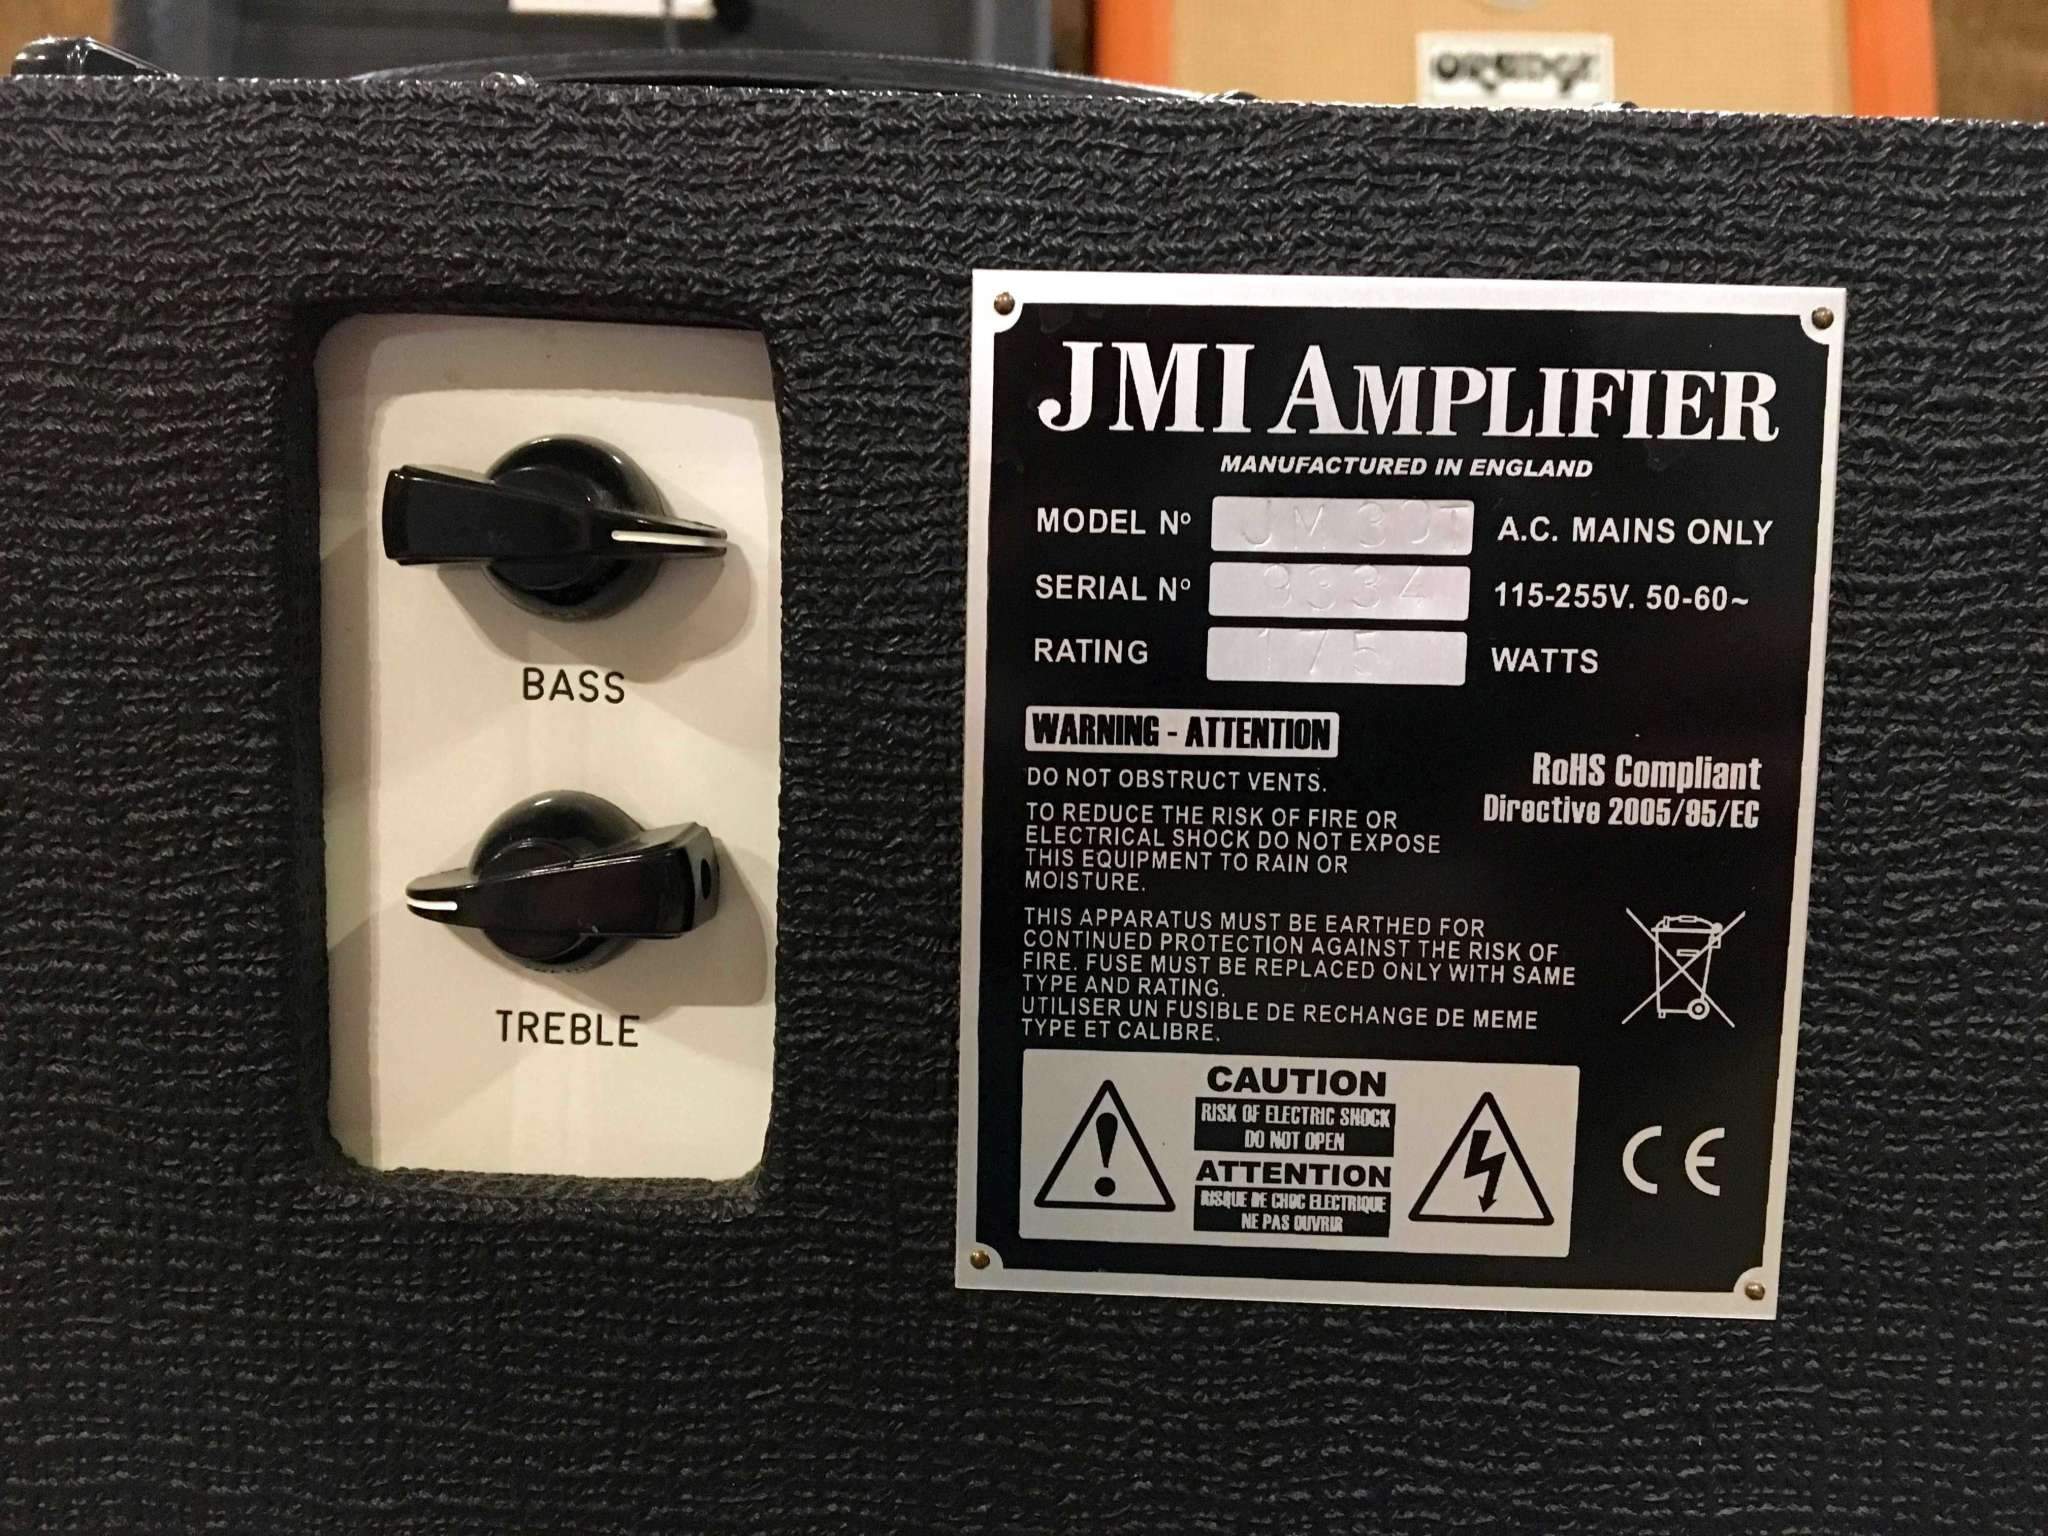 BASS
TREBLE
JMI AMPLIFIER
MANUFACTURED IN ENGLAND
MODEL Nº JM 30T A.C. MAINS ONLY
SERIAL Nº 9334 115-255V. 50-60~
RATING 175 WATTS
WARNING - ATTENTION
DO NOT OBSTRUCT VENTS.
TO REDUCE THE RISK OF FIRE OR
ELECTRICAL SHOCK DO NOT EXPOSE
THIS EQUIPMENT TO RAIN OR
MOISTURE.
RoHS Compliant
Directive 2005/95/EC
THIS APPARATUS MUST BE EARTHED FOR
CONTINUED PROTECTION AGAINST THE RISK OF
FIRE. FUSE MUST BE REPLACED ONLY WITH SAME
TYPE AND RATING.
UTILISER UN FUSIBLE DE RECHANGE DE MEME
TYPE ET CALIBRE.
CAUTION
RISK OF ELECTRIC SHOCK
DO NOT OPEN
ATTENTION
RISQUE DE CHOC ELECTRIQUE
NE PAS OUVRIR
CE